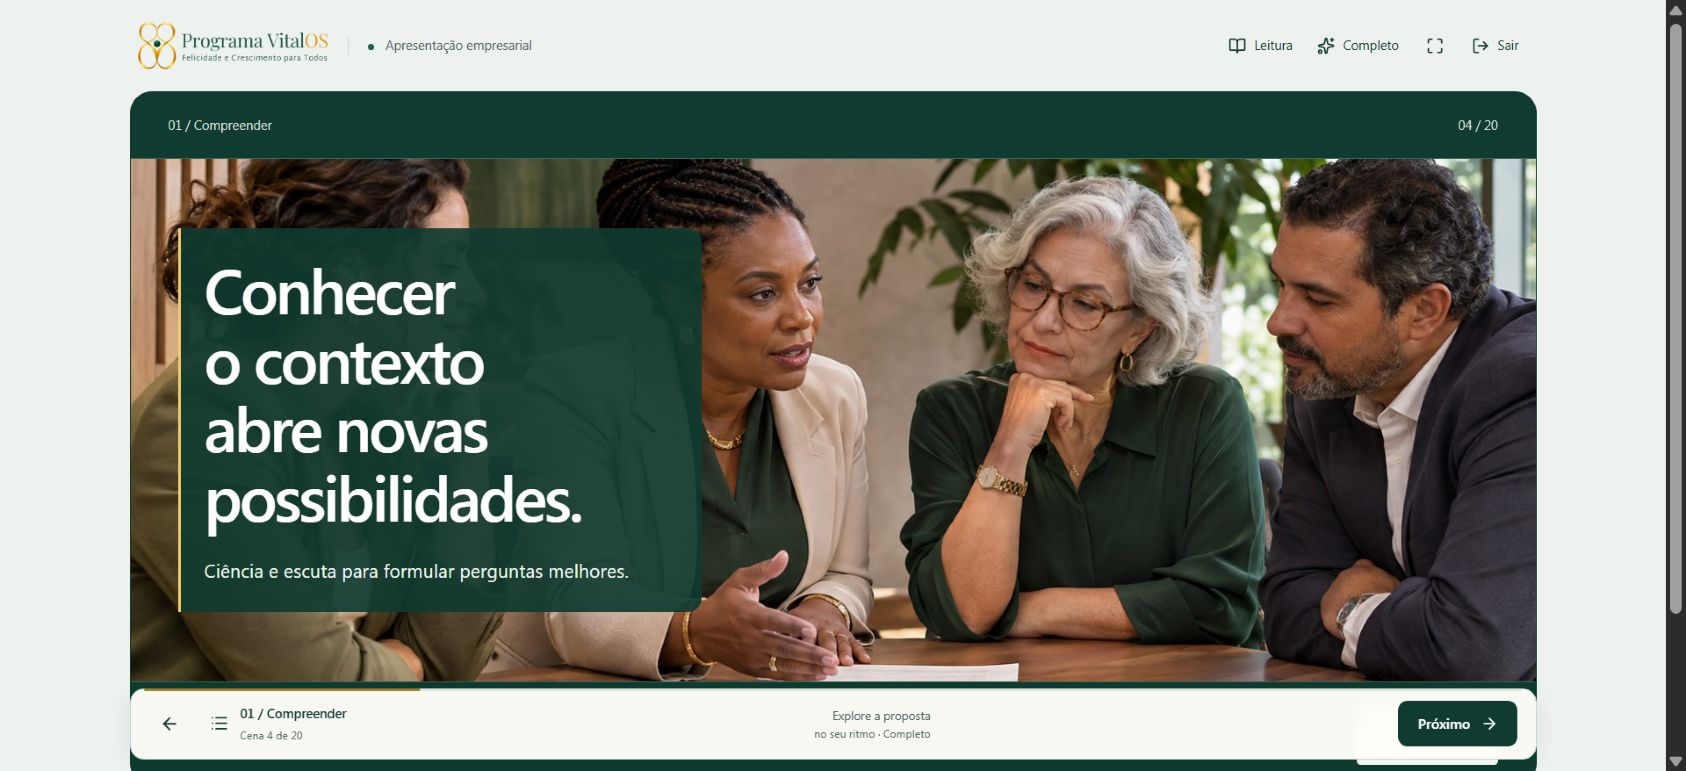 Programa VitalOS
Felicidade e Crescimento para Todos
Apresentação empresarial
Leitura
Completo
Sair
01 / Compreender
04 / 20
Conhecer
o contexto
abre novas
possibilidades.
Ciência e escuta para formular perguntas melhores.
01 / Compreender
Cena 4 de 20
Explore a proposta
no seu ritmo · Completo
Próximo